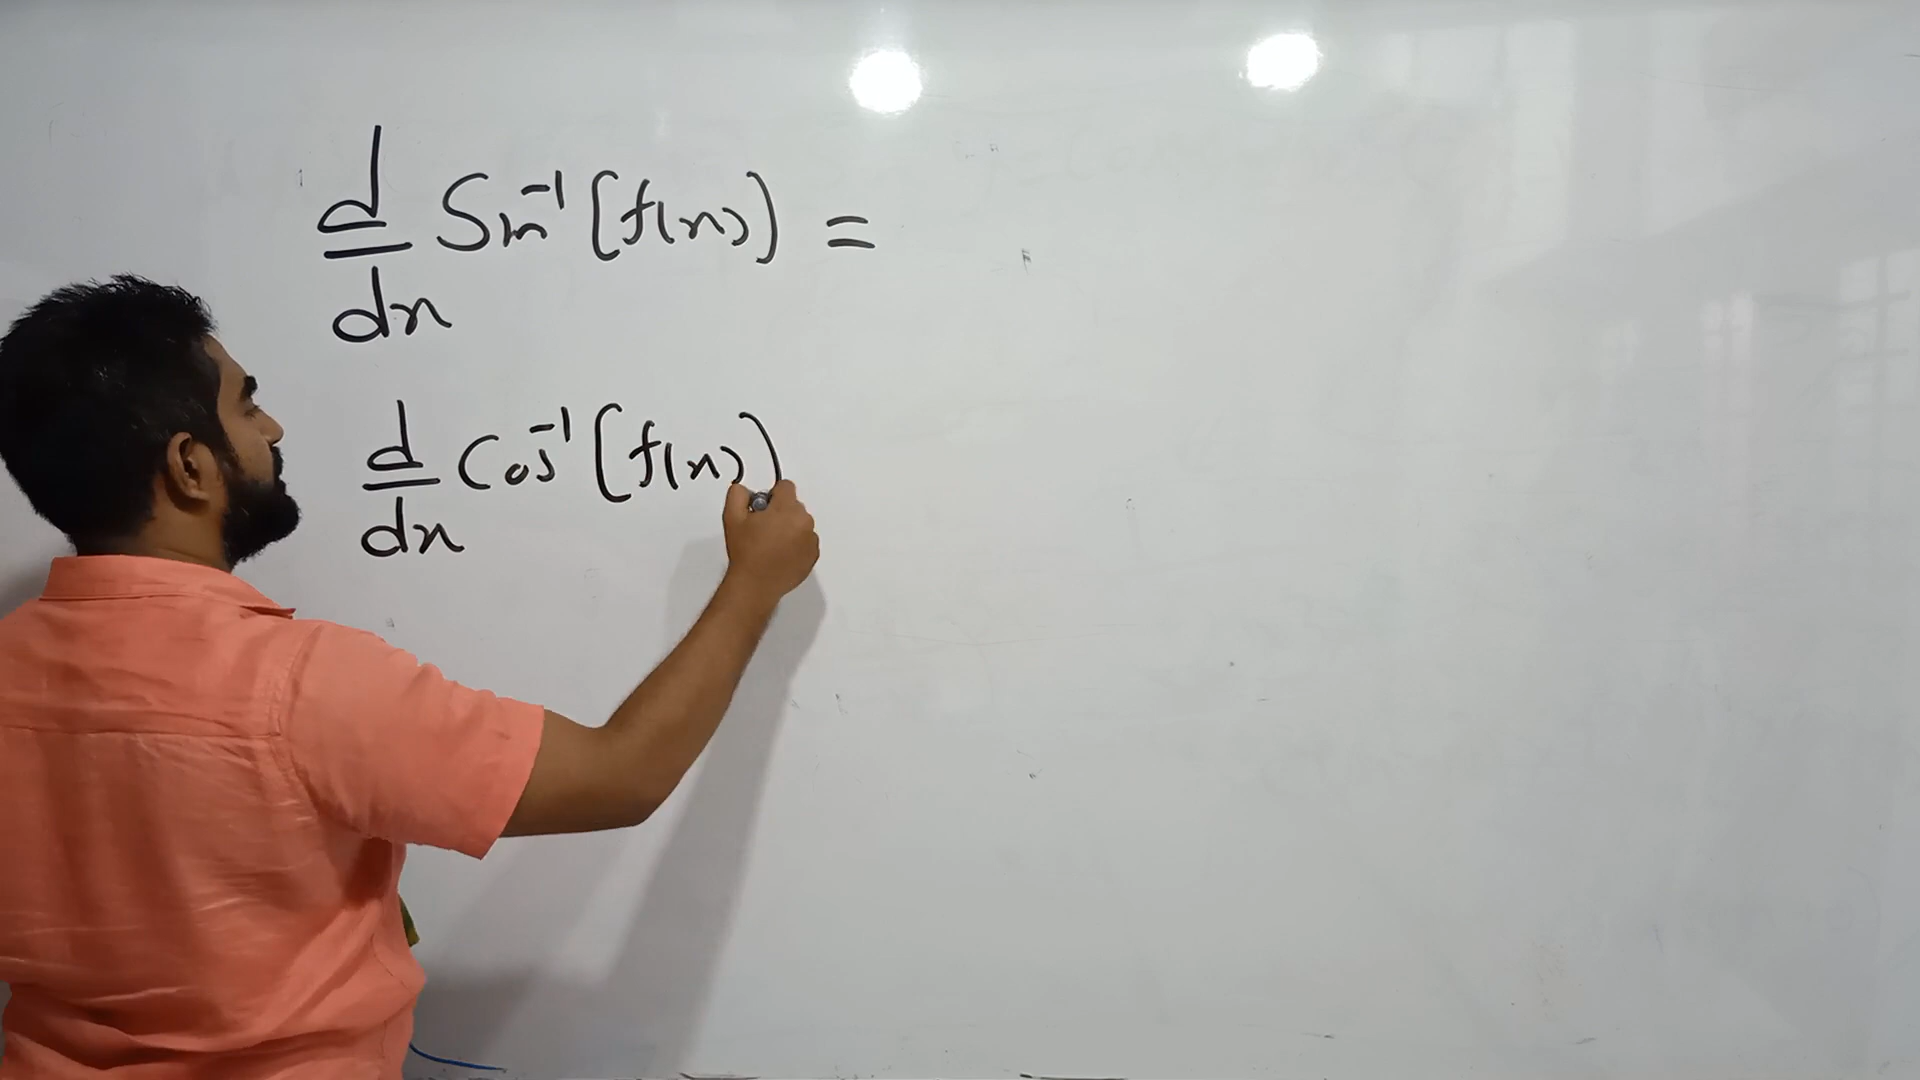 d/dx Sin⁻¹(f(x)) =
d/dx Cos⁻¹(f(x))